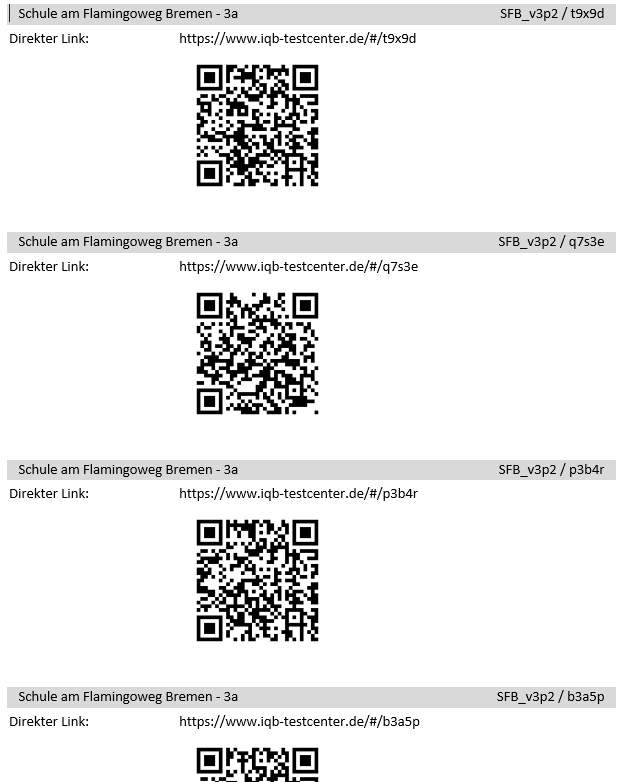 Schule am Flamingoweg Bremen - 3a SFB_v3p2 / t9x9d
Direkter Link: https://www.iqb-testcenter.de/#/t9x9d
Schule am Flamingoweg Bremen - 3a SFB_v3p2 / q7s3e
Direkter Link: https://www.iqb-testcenter.de/#/q7s3e
Schule am Flamingoweg Bremen - 3a SFB_v3p2 / p3b4r
Direkter Link: https://www.iqb-testcenter.de/#/p3b4r
Schule am Flamingoweg Bremen - 3a SFB_v3p2 / b3a5p
Direkter Link: https://www.iqb-testcenter.de/#/b3a5p